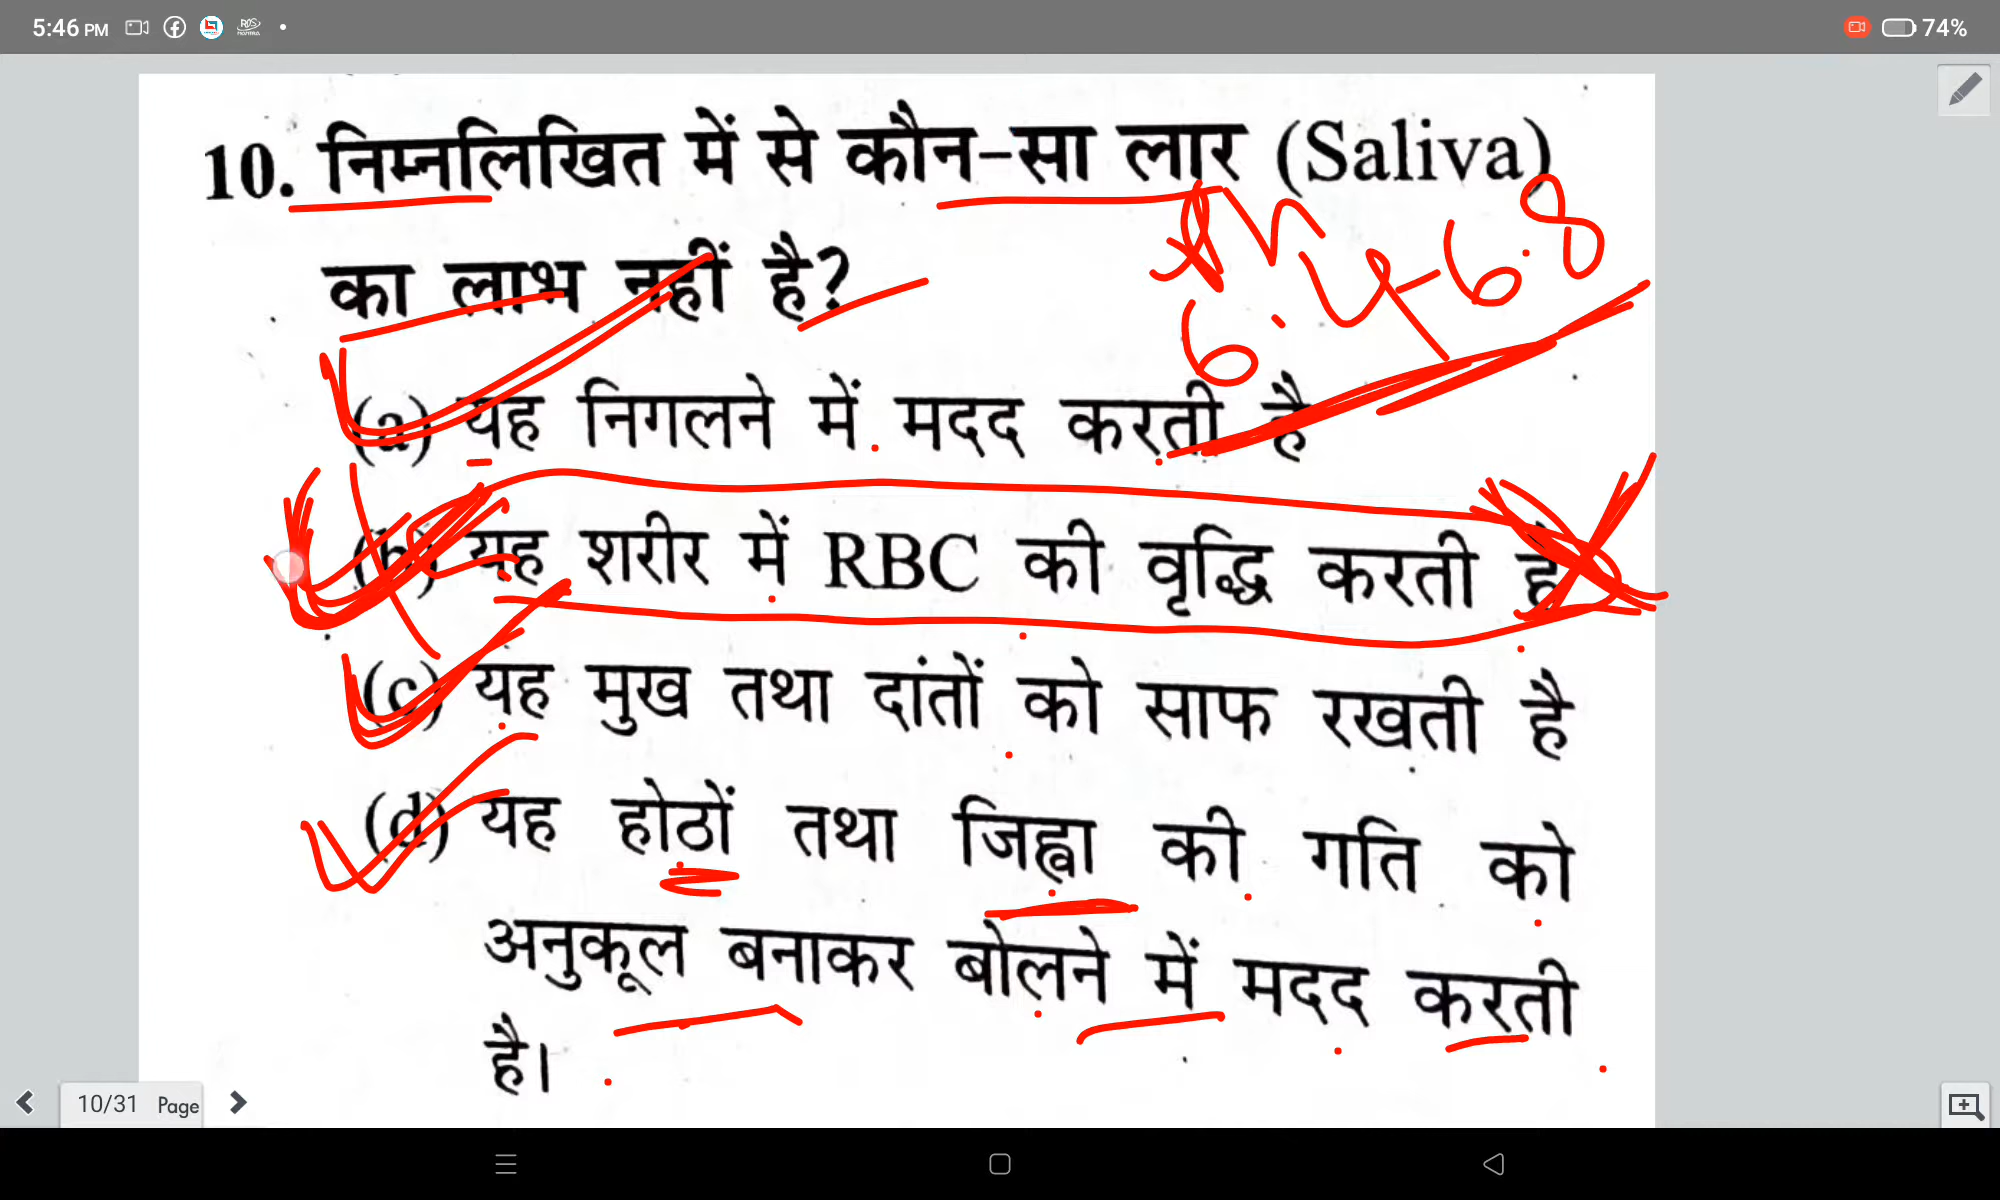 5:46 PM
74%
10. निम्नलिखित में से कौन-सा लार (Saliva)
का लाभ नहीं है?
6.4-6.8
(a) यह निगलने में मदद करती है
(b) यह शरीर में RBC की वृद्धि करती है
(c) यह मुख तथा दांतों को साफ रखती है
(d) यह होठों तथा जिह्वा की गति को
अनुकूल बनाकर बोलने में मदद करती
है।
10/31 Page